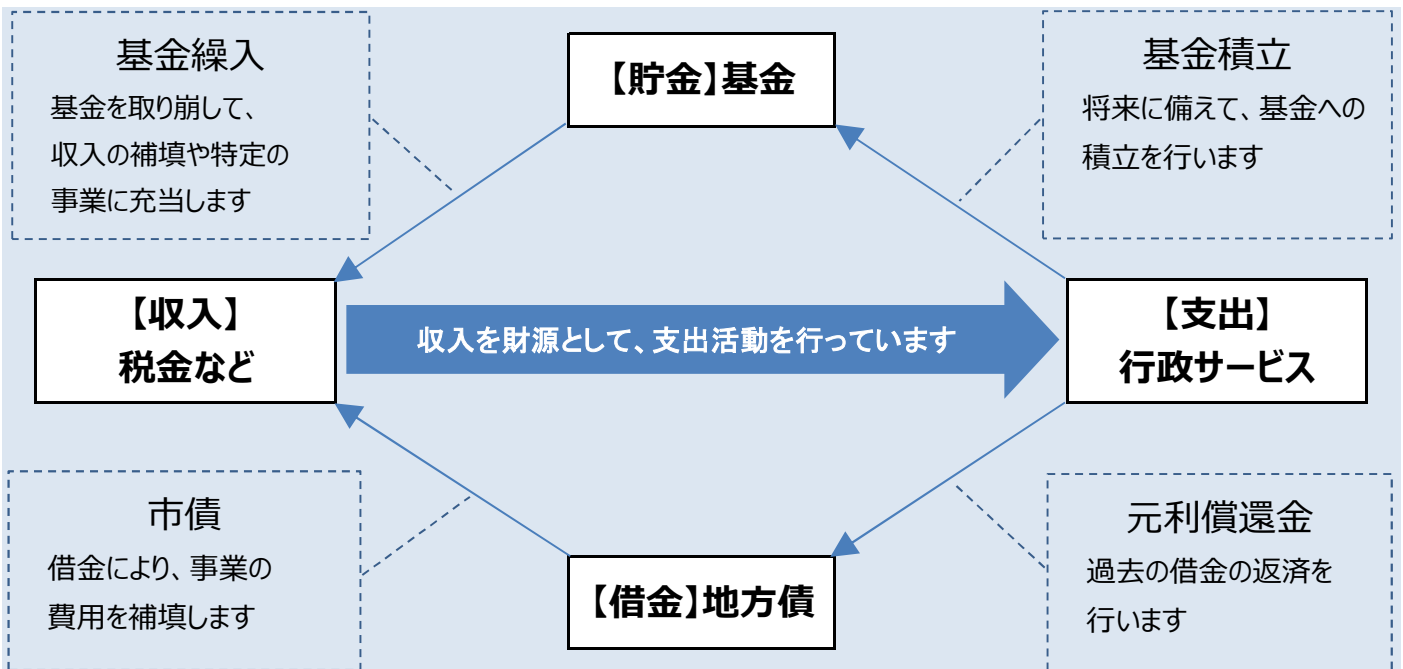 基金繰入
基金を取り崩して、
収入の補填や特定の
事業に充当します
【貯金】基金
基金積立
将来に備えて、基金への
積立を行います
【収入】
税金など
収入を財源として、支出活動を行っています
【支出】
行政サービス
市債
借金により、事業の
費用を補填します
【借金】地方債
元利償還金
過去の借金の返済を
行います